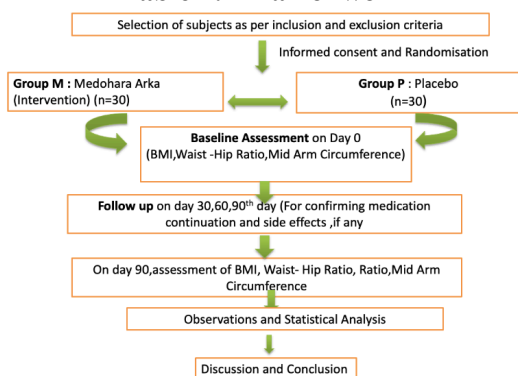 Selection of subjects as per inclusion and exclusion criteria
Informed consent and Randomisation
Group M : Medohara Arka
(Intervention) (n=30)
Group P : Placebo
(n=30)
Baseline Assessment on Day 0
(BMI,Waist -Hip Ratio,Mid Arm Circumference)
Follow up on day 30,60,90th day (For confirming medication
continuation and side effects ,if any
On day 90,assessment of BMI, Waist- Hip Ratio, Ratio,Mid Arm
Circumference
Observations and Statistical Analysis
Discussion and Conclusion